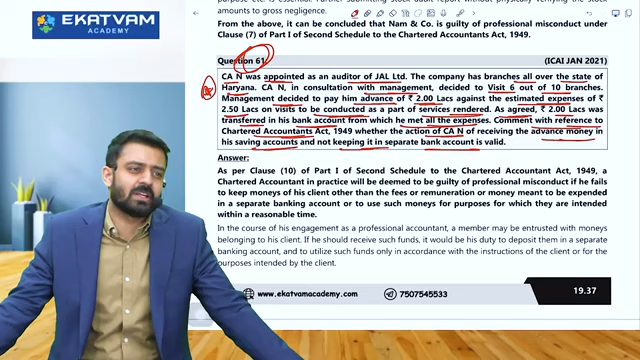 EKATVAM
ACADEMY
amounts to gross negligence.
From the above, it can be concluded that Nam & Co. is guilty of professional misconduct under
Clause (7) of Part I of Second Schedule to the Chartered Accountants Act, 1949.
Question 61
(ICAI JAN 2021)
CA N was appointed as an auditor of JAL Ltd. The company has branches all over the state of
Haryana. CA N, in consultation with management, decided to Visit 6 out of 10 branches.
Management decided to pay him advance of ₹ 2.00 Lacs against the estimated expenses of ₹
2.50 Lacs on visits to be conducted as a part of services rendered. As agreed, ₹ 2.00 Lacs was
transferred in his bank account from which he met all the expenses. Comment with reference to
Chartered Accountants Act, 1949 whether the action of CA N of receiving the advance money in
his saving accounts and not keeping it in separate bank account is valid.
Answer:
As per Clause (10) of Part I of Second Schedule to the Chartered Accountant Act, 1949, a
Chartered Accountant in practice will be deemed to be guilty of professional misconduct if he fails
to keep moneys of his client other than the fees or remuneration or money meant to be expended
in a separate banking account or to use such moneys for purposes for which they are intended
within a reasonable time.
In the course of his engagement as a professional accountant, a member may be entrusted with moneys
belonging to his client. If he should receive such funds, it would be his duty to deposit them in a separate
banking account, and to utilize such funds only in accordance with the instructions of the client or for the
purposes intended by the client.
www.ekatvamacademy.com
7507545533
19.37